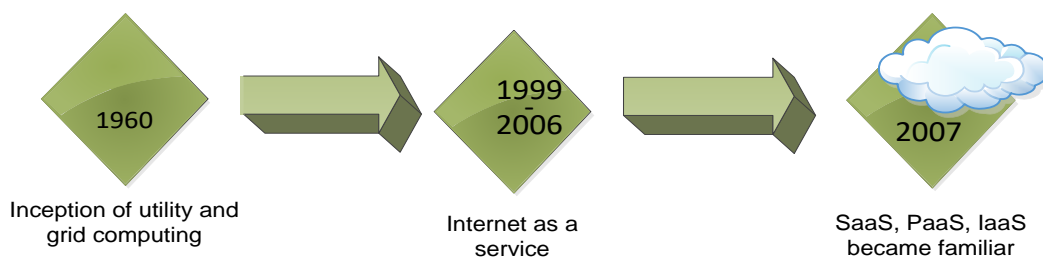 1960
Inception of utility and
grid computing
1999
-
2006
Internet as a
service
2007
SaaS, PaaS, IaaS
became familiar